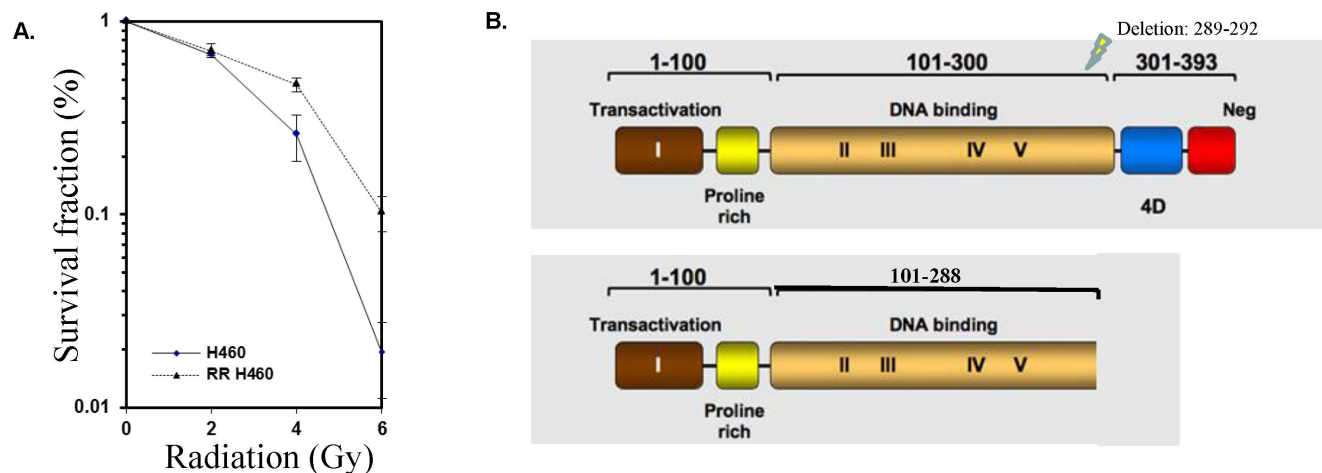 A.
Survival fraction (%)
1
0.1
0.01
H460
RR H460
0 2 4 6
Radiation (Gy)
B.
Deletion: 289-292
1-100 101-300 301-393
Transactivation DNA binding Neg
I II III IV V
Proline
rich
4D
1-100 101-288
Transactivation DNA binding
I II III IV V
Proline
rich